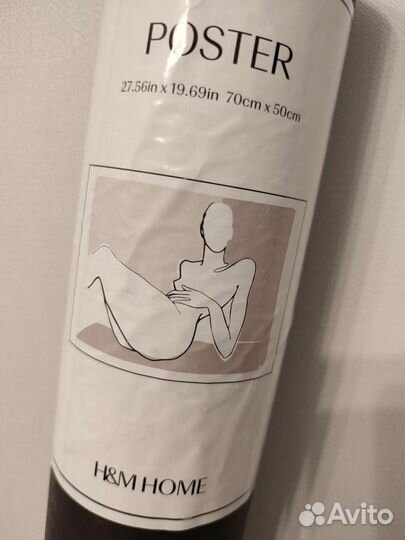 POSTER
27.56in x 19.69in 70cm x 50cm
H&M HOME
Avito